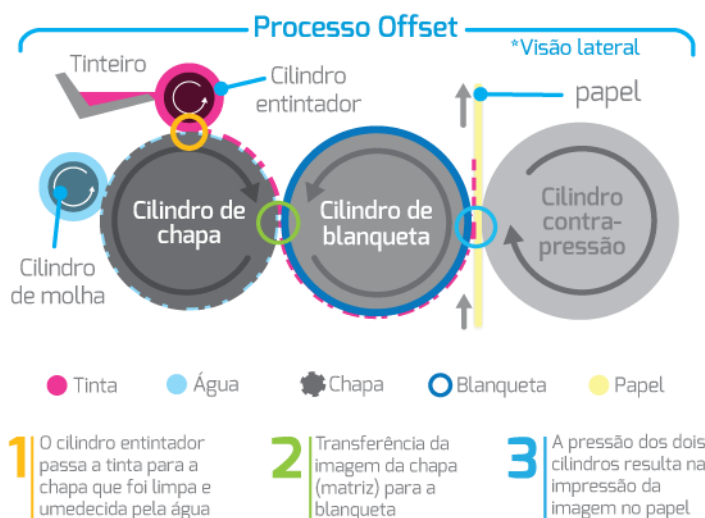 Processo Offset
*Visão lateral
Tinteiro
Cilindro
entintador
papel
Cilindro de
chapa
Cilindro de
blanqueta
Cilindro
contra-
pressão
Cilindro
de molha
Tinta
Água
Chapa
Blanqueta
Papel
1
O cilindro entintador
passa a tinta para a
chapa que foi limpa e
umedecida pela água
2
Transferência da
imagem da chapa
(matriz) para a
blanqueta
3
A pressão dos dois
cilindros resulta na
impressão da
imagem no papel